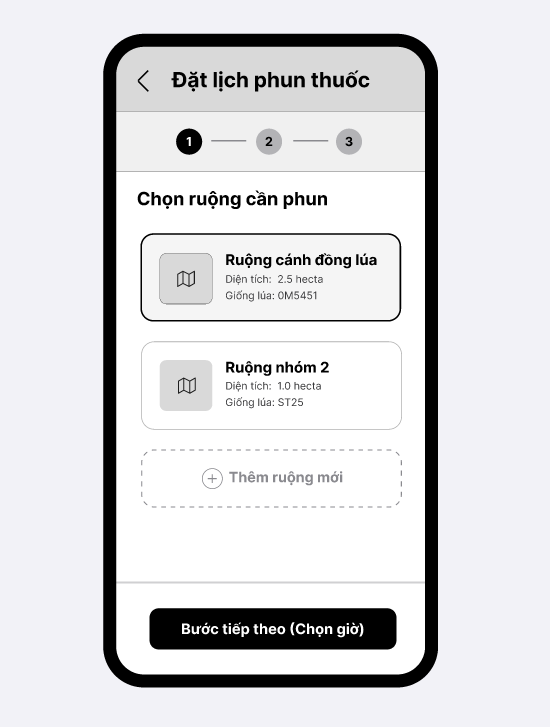 Đặt lịch phun thuốc
1
2
3
Chọn ruộng cần phun
Ruộng cánh đồng lúa
Diện tích: 2.5 hecta
Giống lúa: 0M5451
Ruộng nhóm 2
Diện tích: 1.0 hecta
Giống lúa: ST25
Thêm ruộng mới
Bước tiếp theo (Chọn giờ)